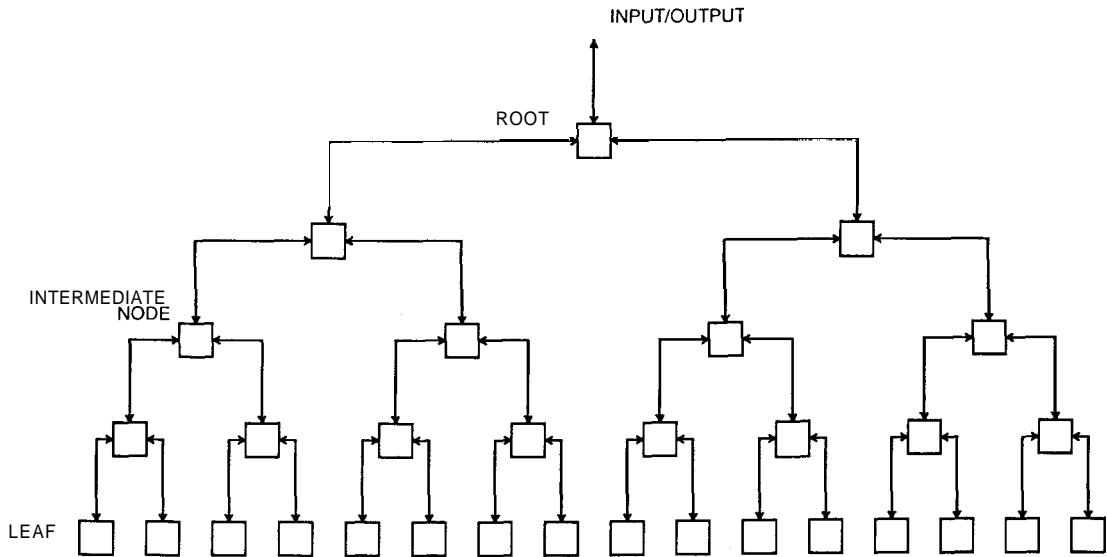 INPUT/OUTPUT
ROOT
INTERMEDIATE
NODE
LEAF